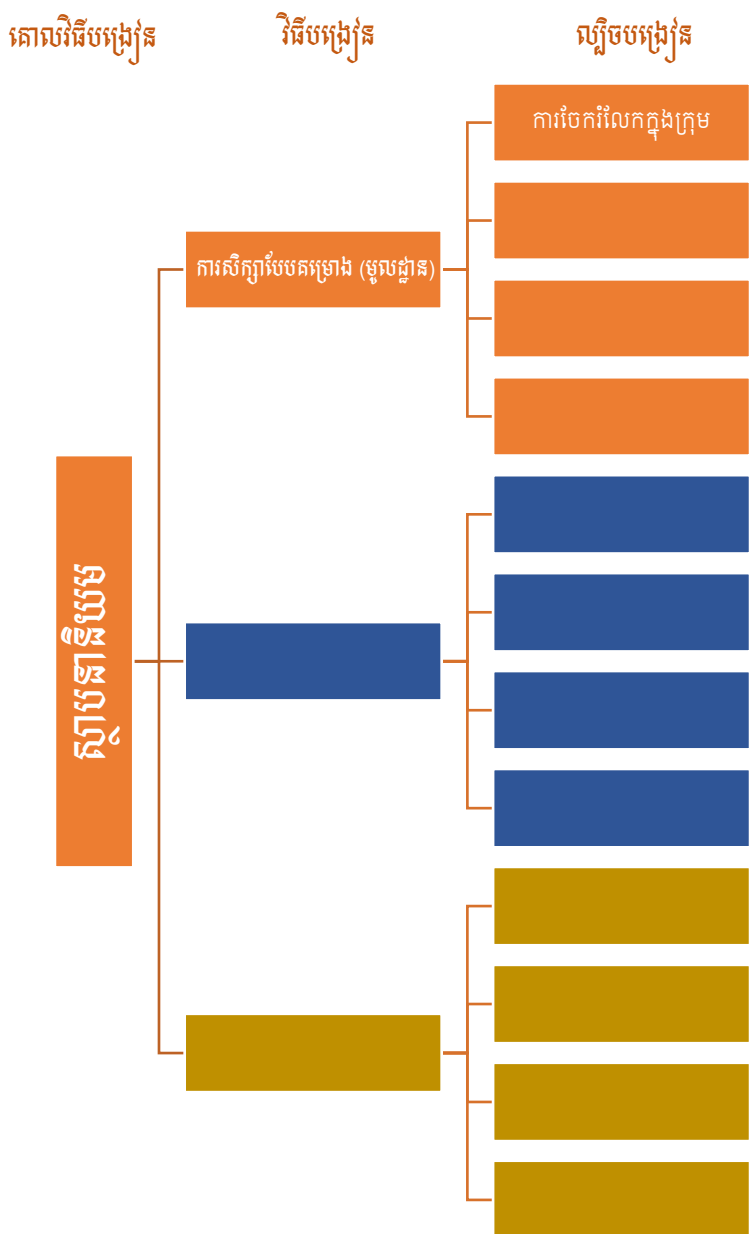 គោលវិធីបង្រៀន
វិធីបង្រៀន
ល្បិចបង្រៀន
ការចែករំលែកក្នុងក្រុម
ការសិក្សាបែបគម្រោង (មូលដ្ឋាន)
ស្ថាបនានិយម